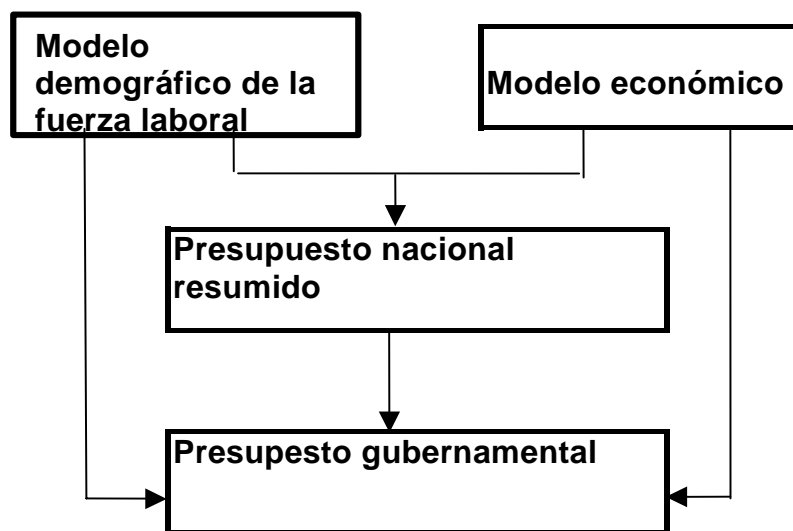 Modelo
demográfico de la
fuerza laboral
Modelo económico
Presupuesto nacional
resumido
Presupesto gubernamental